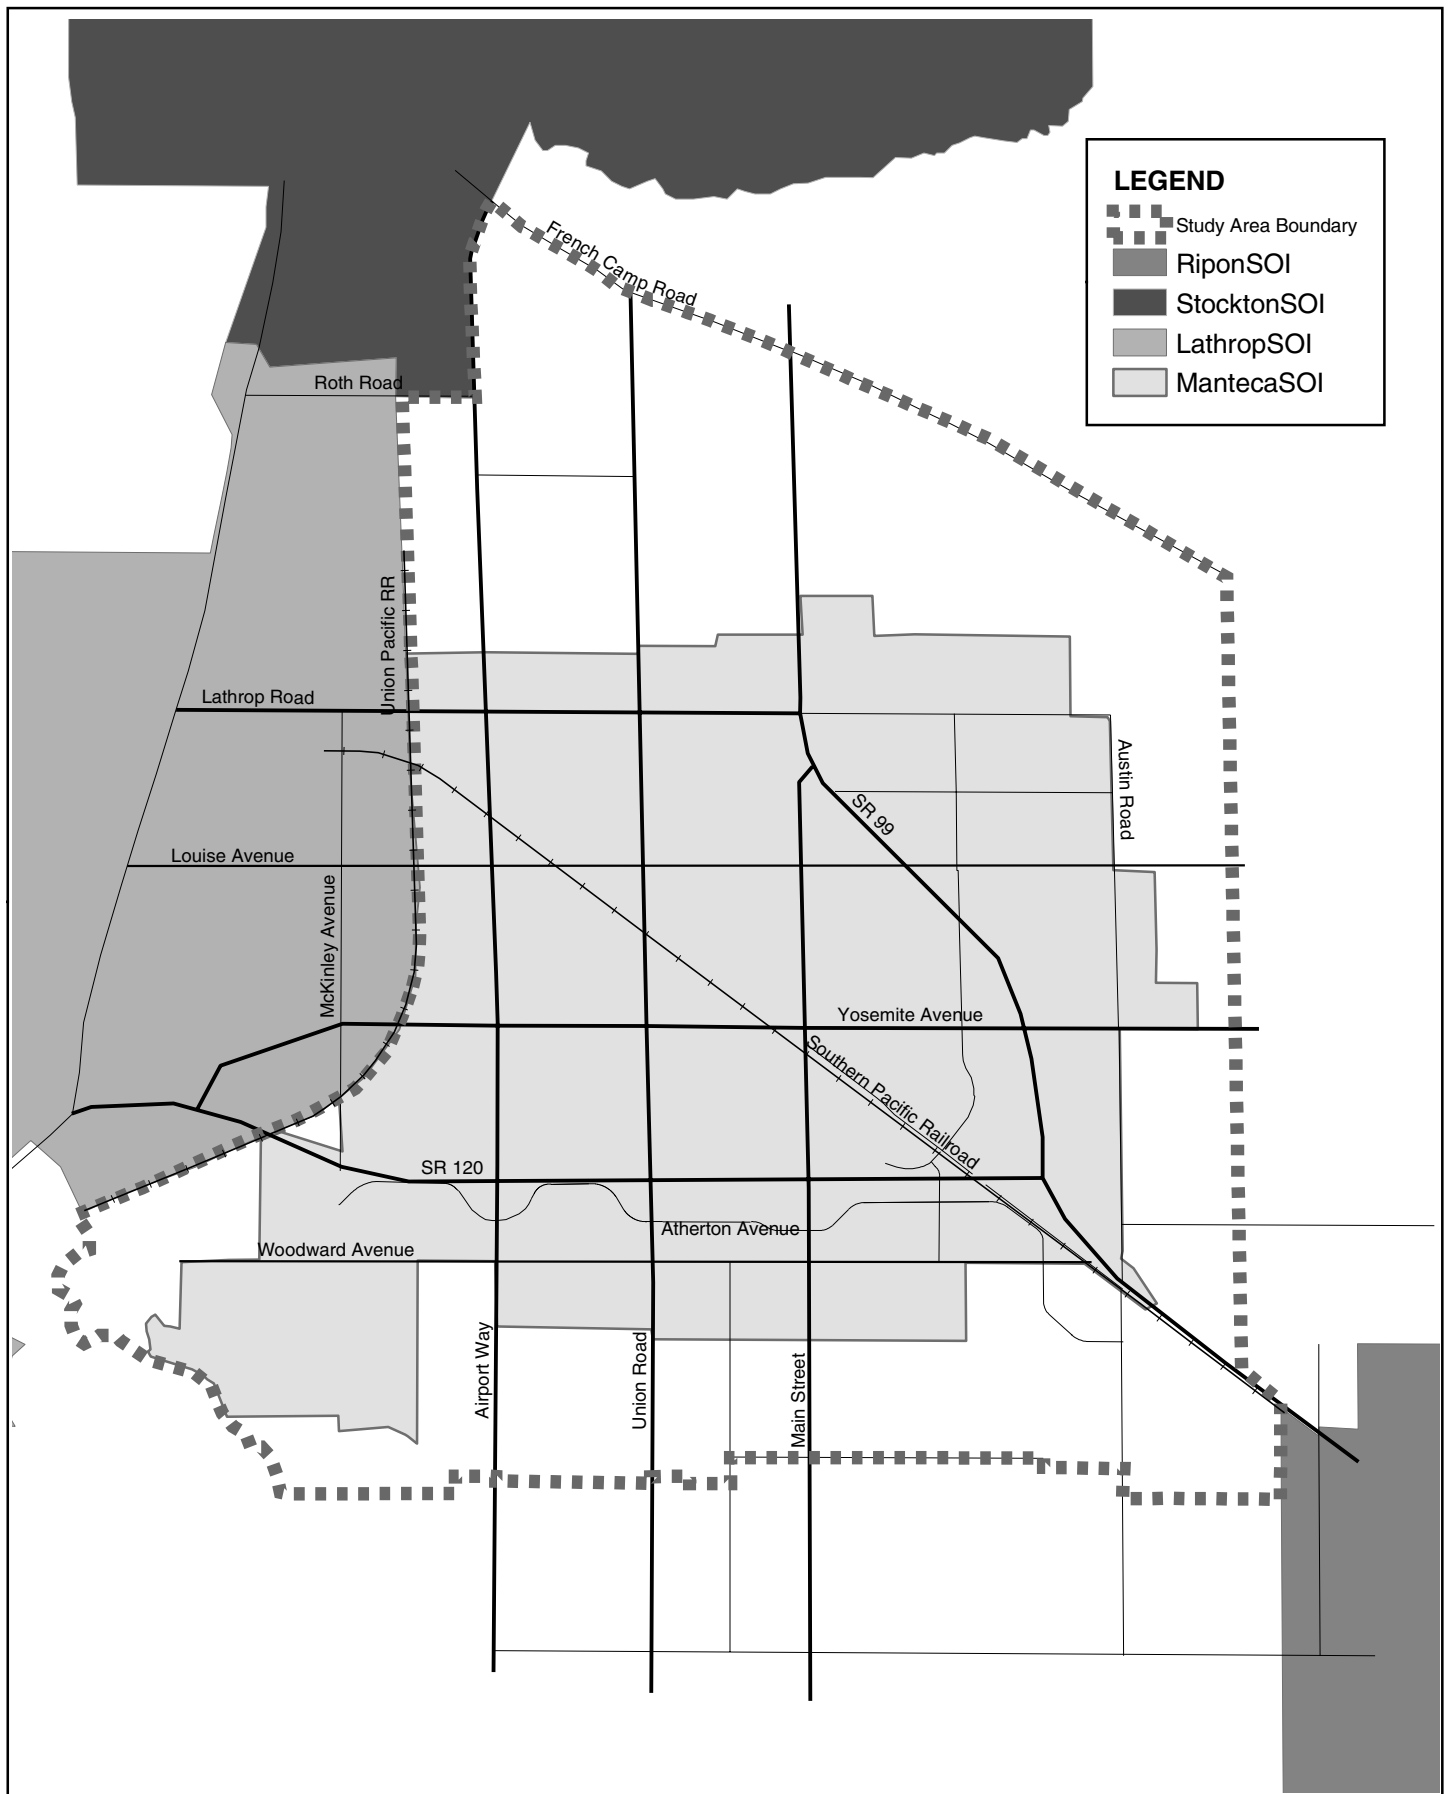 LEGEND
Study Area Boundary
RiponSOI
StocktonSOI
LathropSOI
MantecaSOI
French Camp Road
Roth Road
Union Pacific RR
Lathrop Road
Austin Road
SR 99
Louise Avenue
McKinley Avenue
Yosemite Avenue
Southern Pacific Railroad
SR 120
Atherton Avenue
Woodward Avenue
Airport Way
Union Road
Main Street